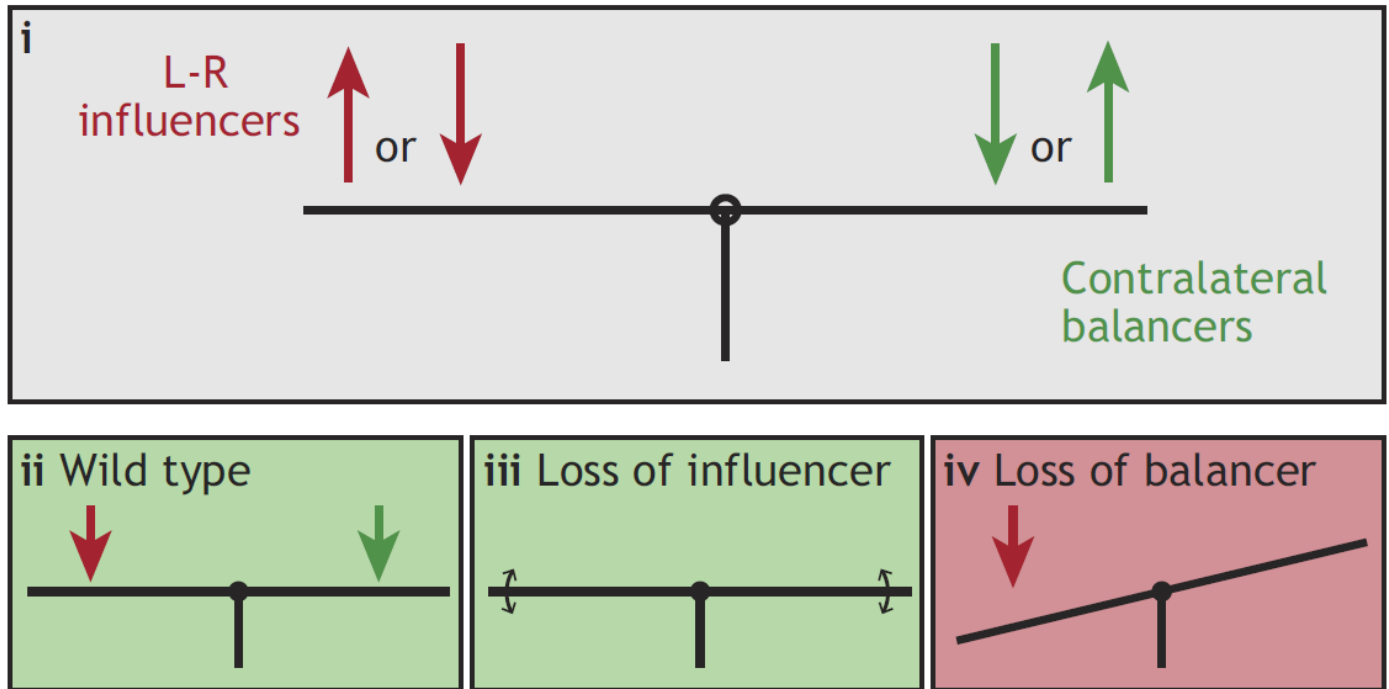 i
L-R
influencers
or
or
Contralateral
balancers
ii Wild type
iii Loss of influencer
iv Loss of balancer